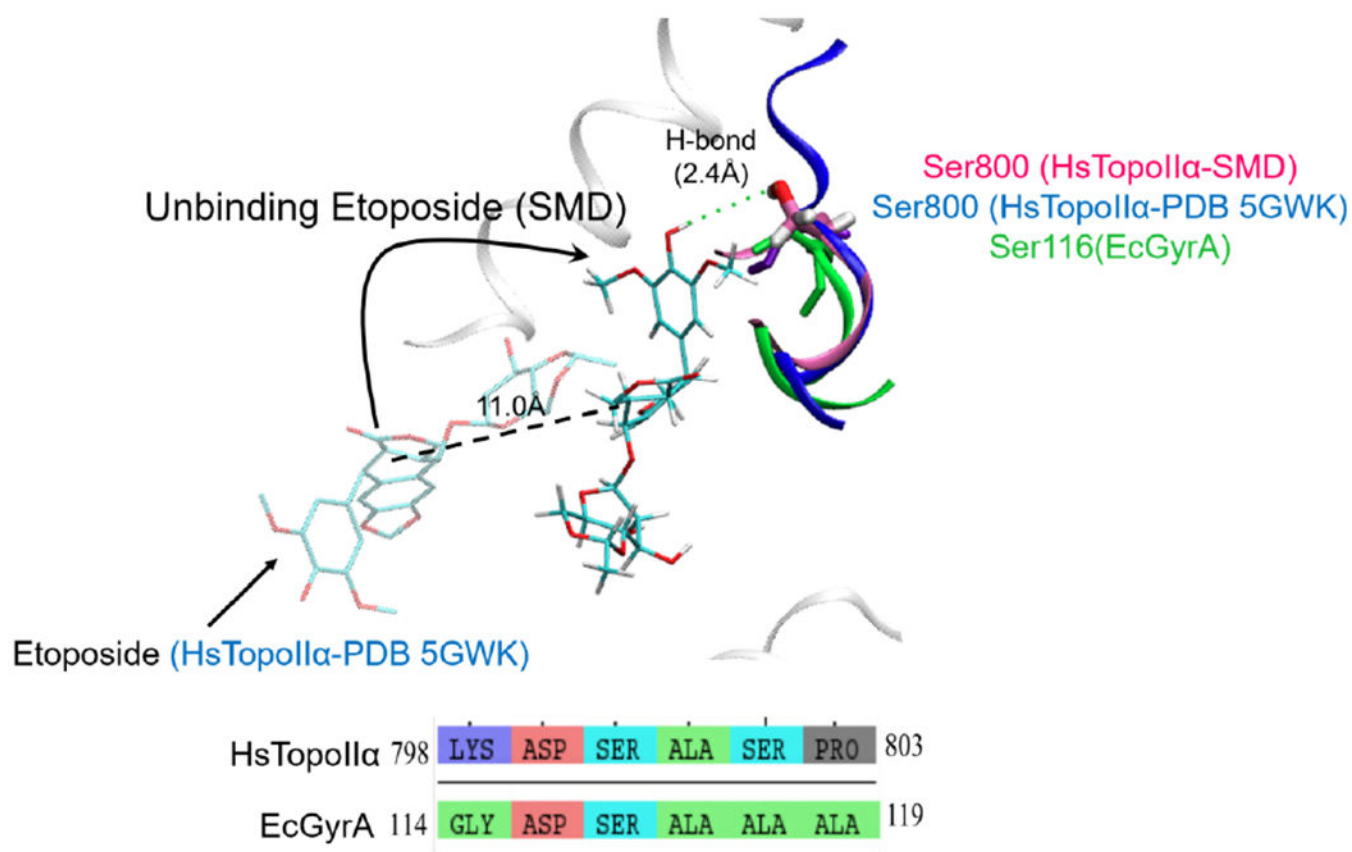 H-bond
(2.4Å)
Ser800 (HsTopoIIα-SMD)
Unbinding Etoposide (SMD)
Ser800 (HsTopoIIα-PDB 5GWK)
Ser116(EcGyrA)
11.0Å
Etoposide (HsTopoIIα-PDB 5GWK)
HsTopoIIα 798 LYS ASP SER ALA SER PRO 803
EcGyrA 114 GLY ASP SER ALA ALA ALA 119